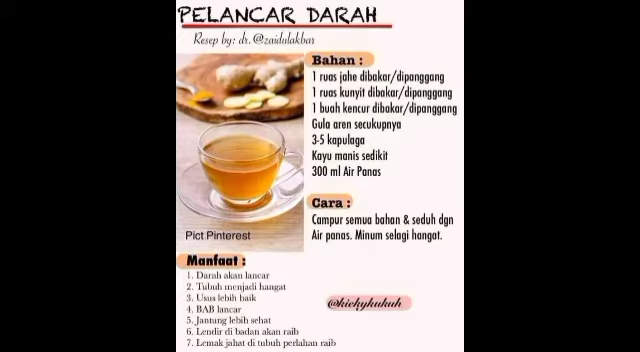 PELANCAR DARAH
Resep by: dr. @zaidulakbar
Bahan :
1 ruas jahe dibakar/dipanggang
1 ruas kunyit dibakar/dipanggang
1 buah kencur dibakar/dipanggang
Gula aren secukupnya
3-5 kapulaga
Kayu manis sedikit
300 ml Air Panas
Cara :
Campur semua bahan & seduh dgn
Air panas. Minum selagi hangat.
Pict Pinterest
Manfaat :
1. Darah akan lancar
2. Tubuh menjadi hangat
3. Usus lebih baik
4. BAB lancar
5. Jantung lebih sehat
6. Lendir di badan akan raib
7. Lemak jahat di tubuh perlahan raib
@kickykukuh